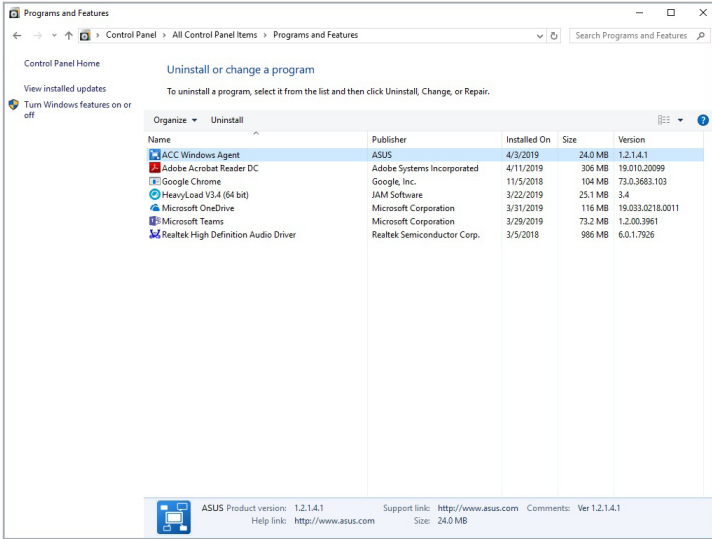 Programs and Features
Control Panel > All Control Panel Items > Programs and Features
Search Programs and Features
Control Panel Home
View installed updates
Turn Windows features on or
off
Uninstall or change a program
To uninstall a program, select it from the list and then click Uninstall, Change, or Repair.
Organize Uninstall
Name Publisher Installed On Size Version
ACC Windows Agent ASUS 4/3/2019 24.0 MB 1.2.1.4.1
Adobe Acrobat Reader DC Adobe Systems Incorporated 4/11/2019 306 MB 19.010.20099
Google Chrome Google, Inc. 11/5/2018 104 MB 73.0.3683.103
HeavyLoad V3.4 (64 bit) JAM Software 3/22/2019 25.1 MB 3.4
Microsoft OneDrive Microsoft Corporation 3/31/2019 116 MB 19.033.0218.0011
Microsoft Teams Microsoft Corporation 3/29/2019 73.2 MB 1.2.00.3961
Realtek High Definition Audio Driver Realtek Semiconductor Corp. 3/5/2018 986 MB 6.0.1.7926
ASUS Product version: 1.2.1.4.1 Support link: http://www.asus.com Comments: Ver 1.2.1.4.1
Help link: http://www.asus.com Size: 24.0 MB